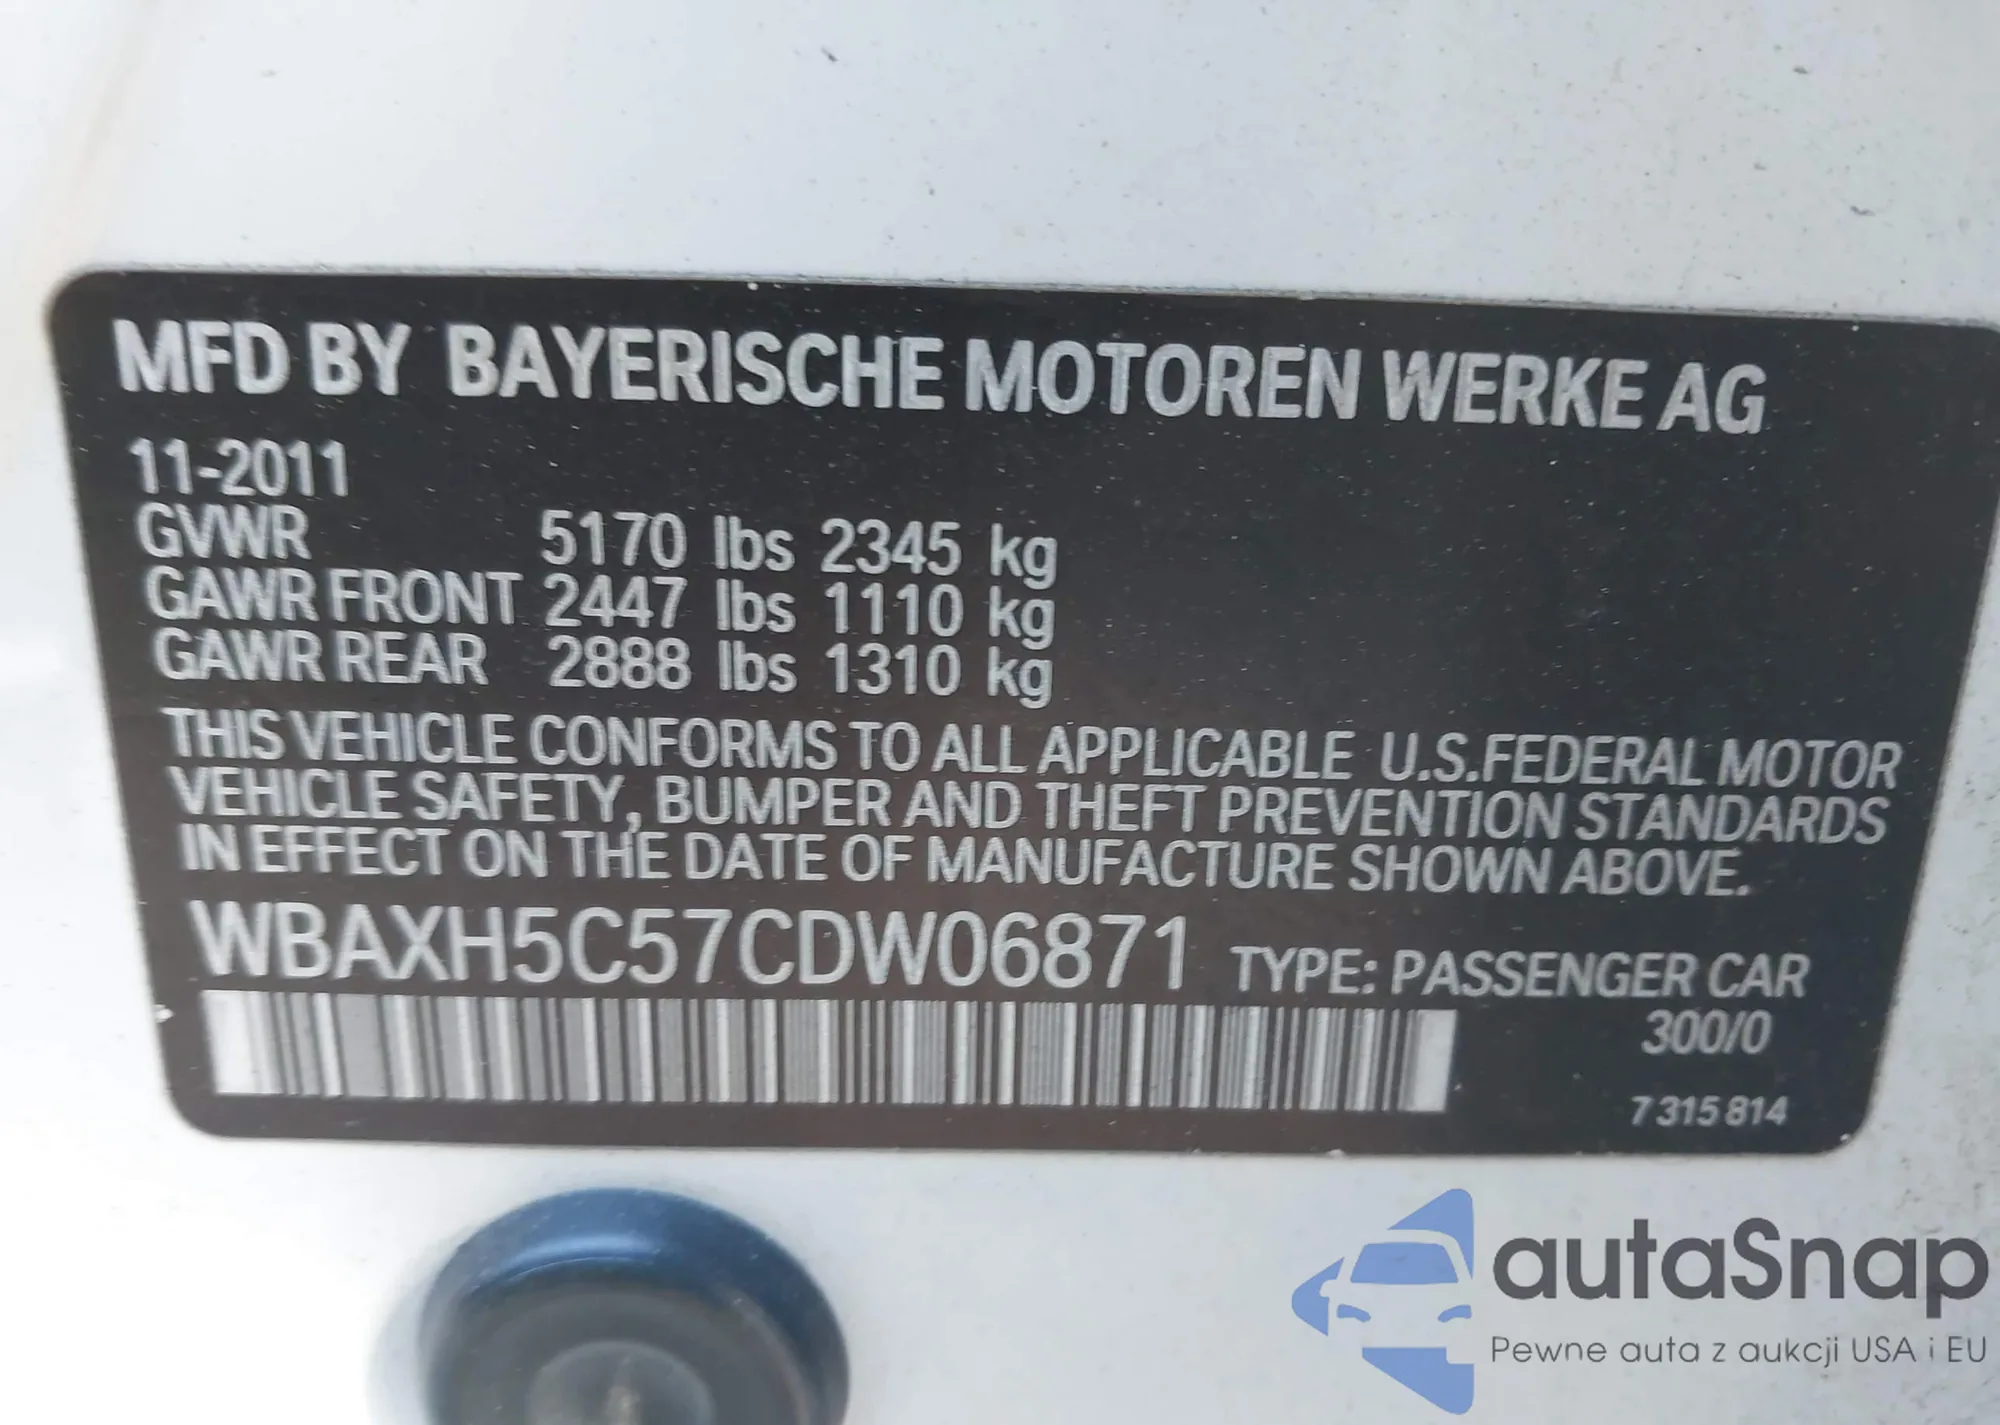 MFD BY BAYERISCHE MOTOREN WERKE AG
11-2011
GVWR 5170 lbs 2345 kg
GAWR FRONT 2447 lbs 1110 kg
GAWR REAR 2888 lbs 1310 kg
THIS VEHICLE CONFORMS TO ALL APPLICABLE U.S.FEDERAL MOTOR
VEHICLE SAFETY, BUMPER AND THEFT PREVENTION STANDARDS
IN EFFECT ON THE DATE OF MANUFACTURE SHOWN ABOVE.
WBAXH5C57CDW06871 TYPE: PASSENGER CAR
300/0
7 315 814
autaSnap
Pewne auta z aukcji USA i EU